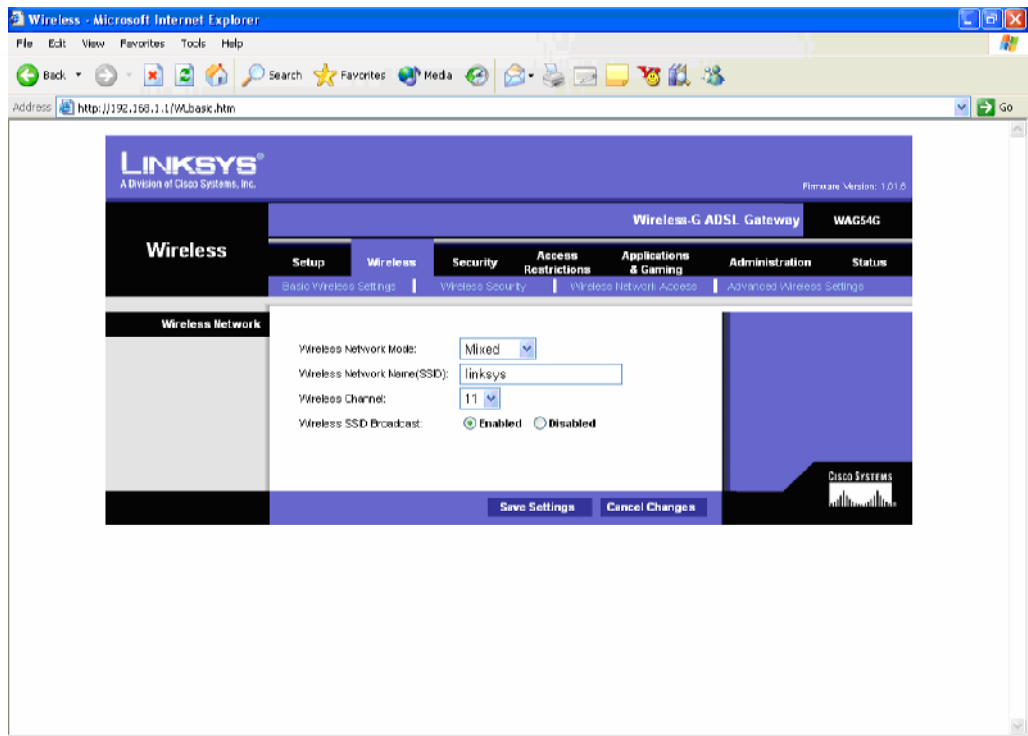 Wireless - Microsoft Internet Explorer
File Edit View Favorites Tools Help
Back Search Favorites Media
Address http://192.168.1.1/WLbasic.htm Go
LINKSYS®
A Division of Cisco Systems, Inc.
Firmware Version: 1.01.6
Wireless-G ADSL Gateway WAG54G
Wireless
Setup Wireless Security Access Restrictions Applications & Gaming Administration Status
Basic Wireless Settings Wireless Security Wireless Network Access Advanced Wireless Settings
Wireless Network
Wireless Network Mode: Mixed
Wireless Network Name(SSID): linksys
Wireless Channel: 11
Wireless SSID Broadcast: Enabled Disabled
CISCO SYSTEMS
Save Settings Cancel Changes